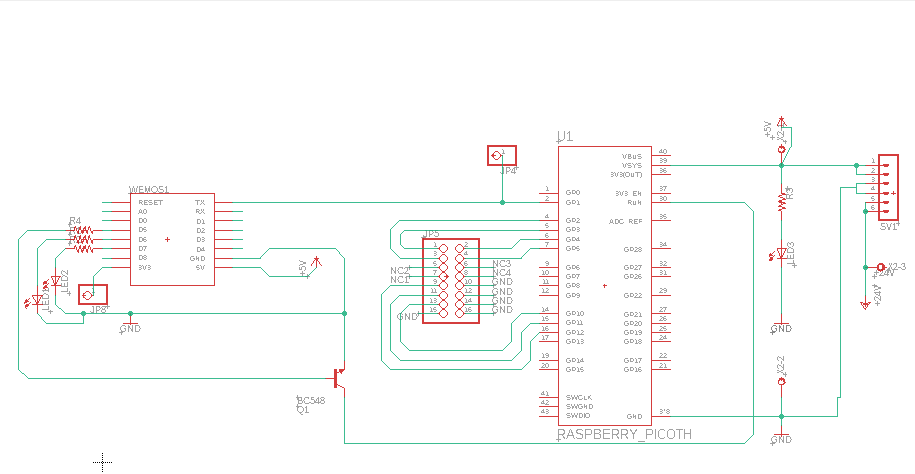 U1
+5V
X2-1
JP4
40
VBUS
39
VSYS
36
3V3(OUT)
WEMOS1
1
GP0
37
3V3 EN
2
GP1
30
RUN
RESET
TX
A0
RX
D0
D1
D5
D2
D6
D3
D7
D4
D8
GND
3V3
5V
R4
R3
SV1
1
2
3
4
5
6
4
GP2
5
GP3
6
GP4
7
GP5
35
ADC REF
34
GP28
9
GP6
32
GP27
10
GP7
31
GP26
11
GP8
12
GP9
29
GP22
14
GP10
27
GP21
15
GP11
26
GP20
16
GP12
25
GP19
17
GP13
24
GP18
19
GP14
22
GP17
20
GP15
21
GP16
41
SWCLK
42
SWGND
43
SWDIO
GND
3*8
JP5
1
2
3
4
5
6
7
8
9
10
11
12
13
14
15
16
NC2
NC1
NC3
NC4
GND
GND
GND
GND
GND
+5V
LED1
LED2
LED3
JP8
GND
BC548
Q1
X2-3
+24V
+24V
GND
X2-2
GND
RASPBERRY_PICOTH